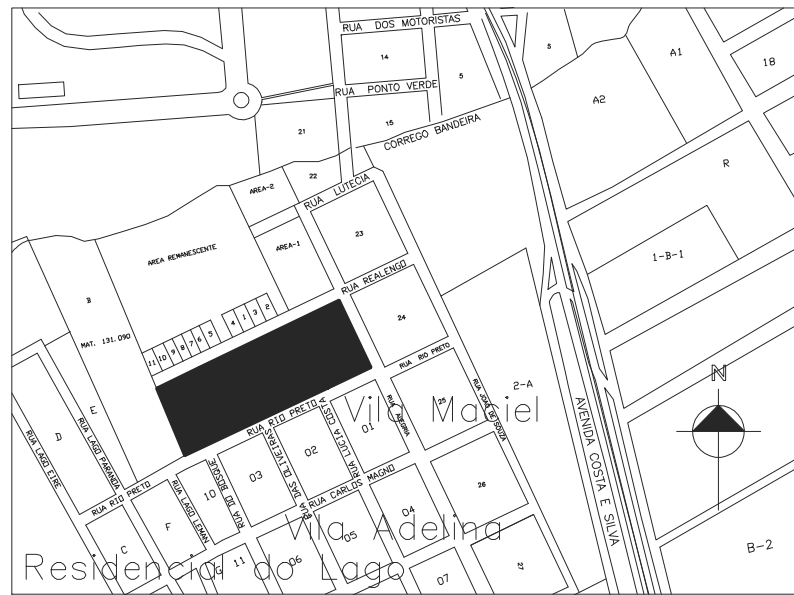 RUA DOS MOTORISTAS
14
S
A1
18
RUA PONTO VERDE
5
A2
21
15
CORREGO BANDEIRA
R
22
AREA-2
RUA LUTECIA
23
AREA-1
AREA REMANESCENTE
1-B-1
RUA REALENGO
B
MAT. 131.090
11 10 9 8 7 6 5 4 1 3 2
24
RUA RIO PRETO
N
2-A
E
D
RUA LAGO PARANOA
RUA LAGO EIRE
RUA RIO PRETO
RUA LUCIA COSTA
01
RUA ALEGRIA
25
RUA JOAO DE SOUZA
Vila Maciel
AVENIDA COSTA E SILVA
02
RUA DAS OLIVEIRAS
03
RUA DO BOSQUE
10
RUA CARLOS MAGNO
26
RUA RIO PRETO
RUA LAGO LEMAN
F
04
Vila Adelina
05
C
B-2
06
11
G
07
27
Residencial do Lago